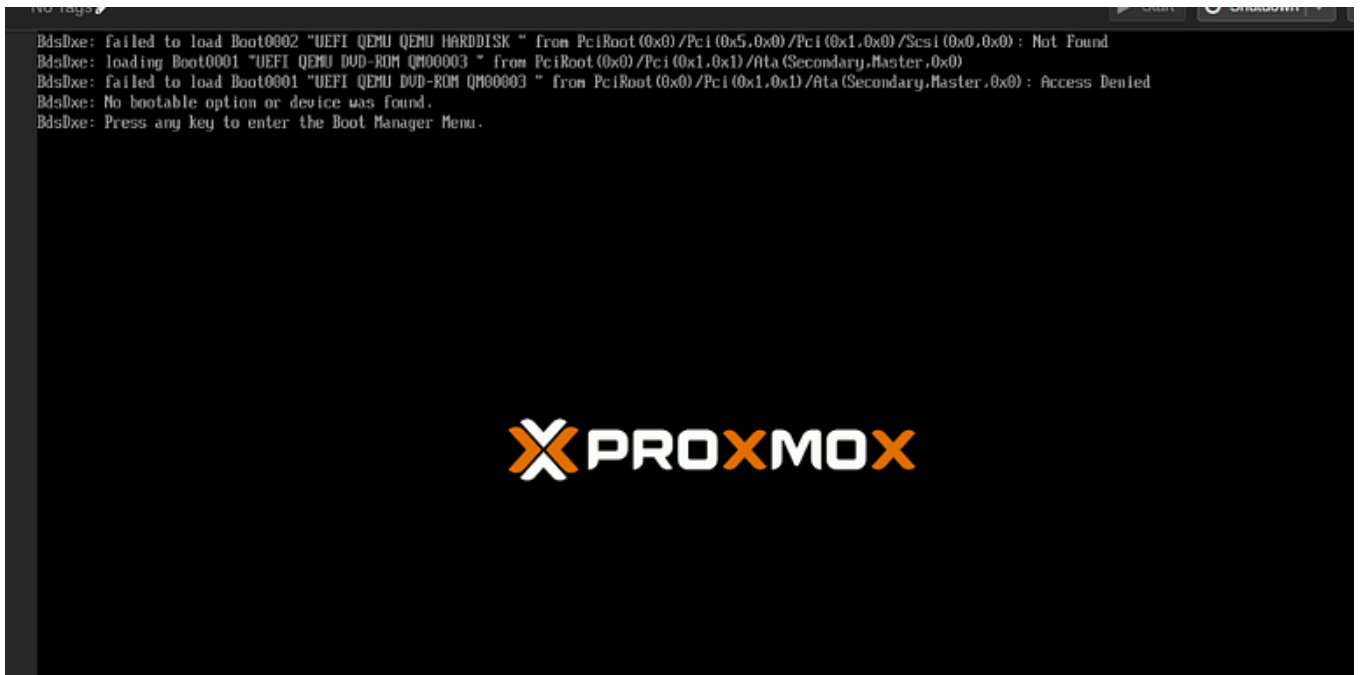 No Tags
Start
Shutdown
BdsDxe: failed to load Boot0002 "UEFI QEMU QEMU HARDDISK " from PciRoot(0x0)/Pci(0x5,0x0)/Pci(0x1,0x0)/Scsi(0x0,0x0): Not Found
BdsDxe: loading Boot0001 "UEFI QEMU DVD-ROM QM00003 " from PciRoot(0x0)/Pci(0x1,0x1)/Ata(Secondary,Master,0x0)
BdsDxe: failed to load Boot0001 "UEFI QEMU DVD-ROM QM00003 " from PciRoot(0x0)/Pci(0x1,0x1)/Ata(Secondary,Master,0x0): Access Denied
BdsDxe: No bootable option or device was found.
BdsDxe: Press any key to enter the Boot Manager Menu.
PROXMOX